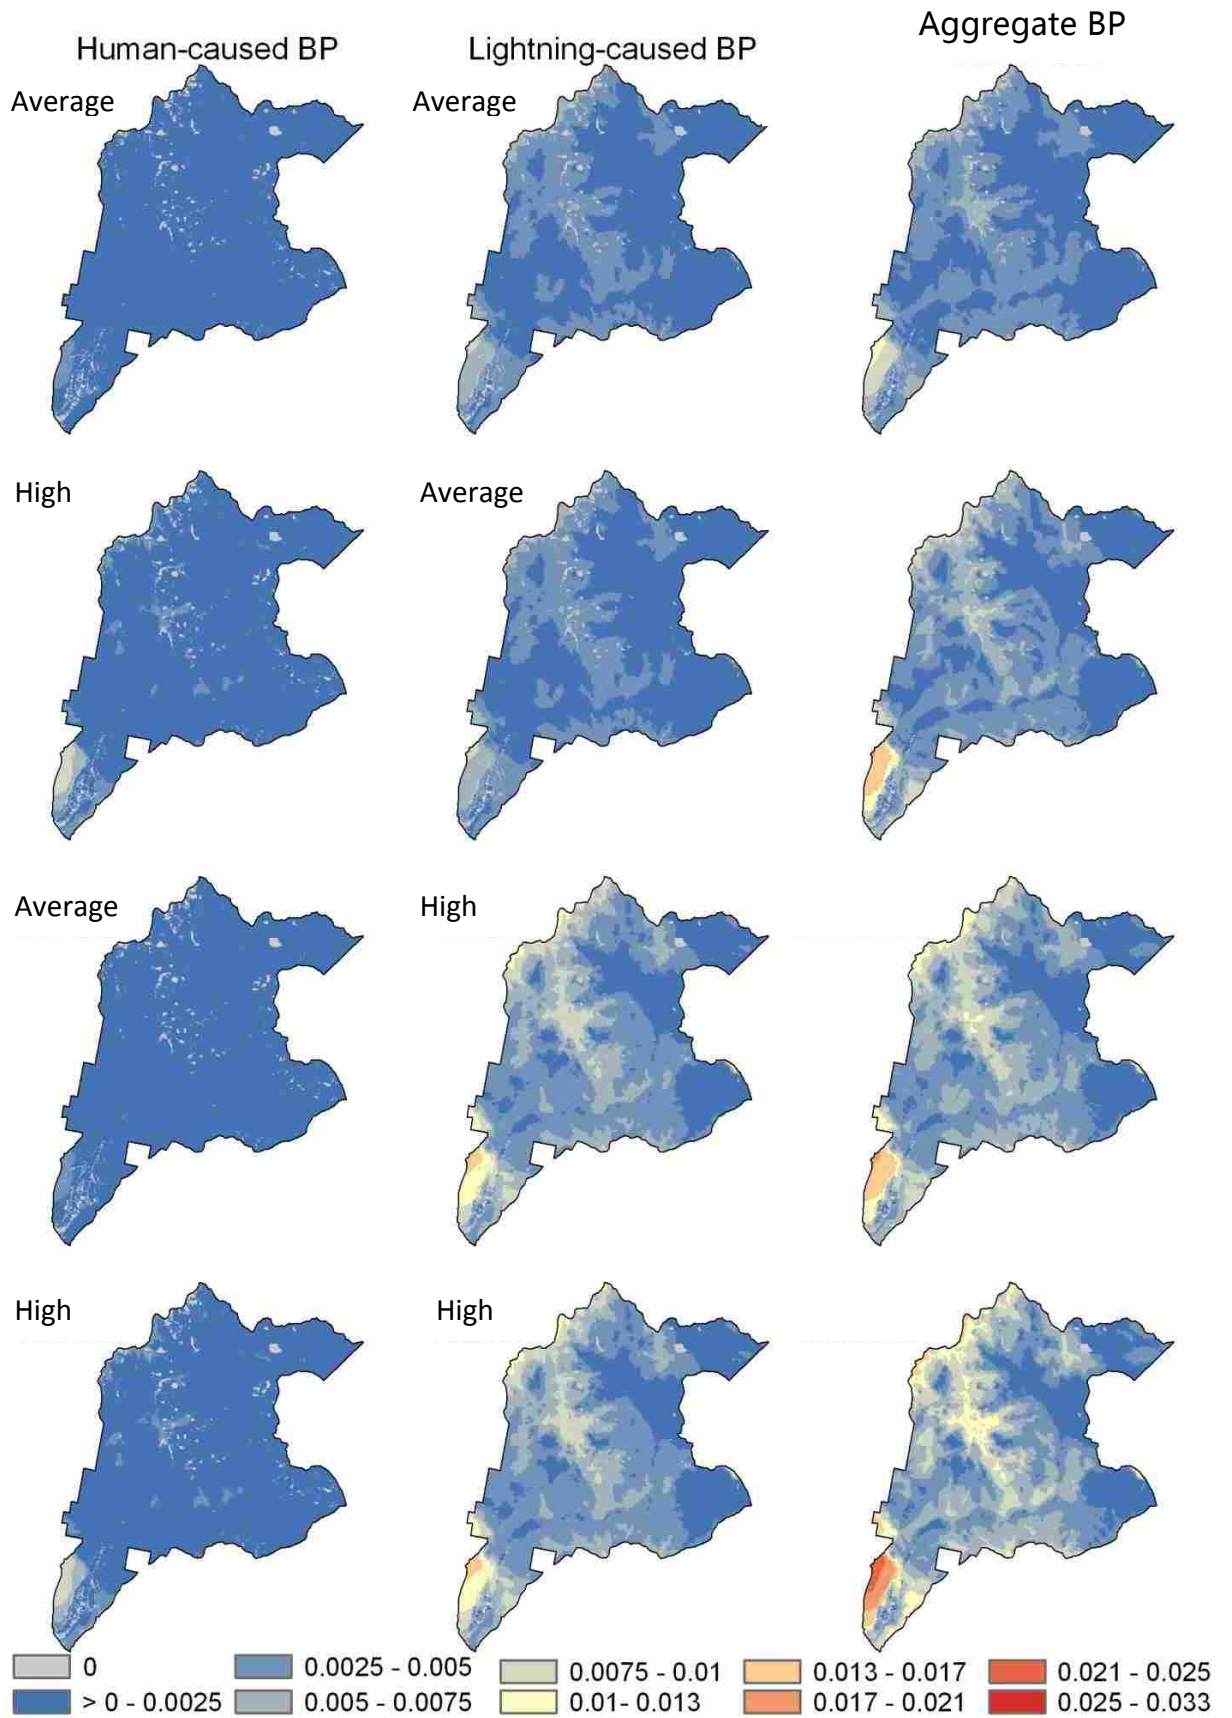 Human-caused BP
Lightning-caused BP
Aggregate BP
Average
Average
High
Average
Average
High
High
High
0
0.0025 - 0.005
0.0075 - 0.01
0.013 - 0.017
0.021 - 0.025
> 0 - 0.0025
0.005 - 0.0075
0.01- 0.013
0.017 - 0.021
0.025 - 0.033